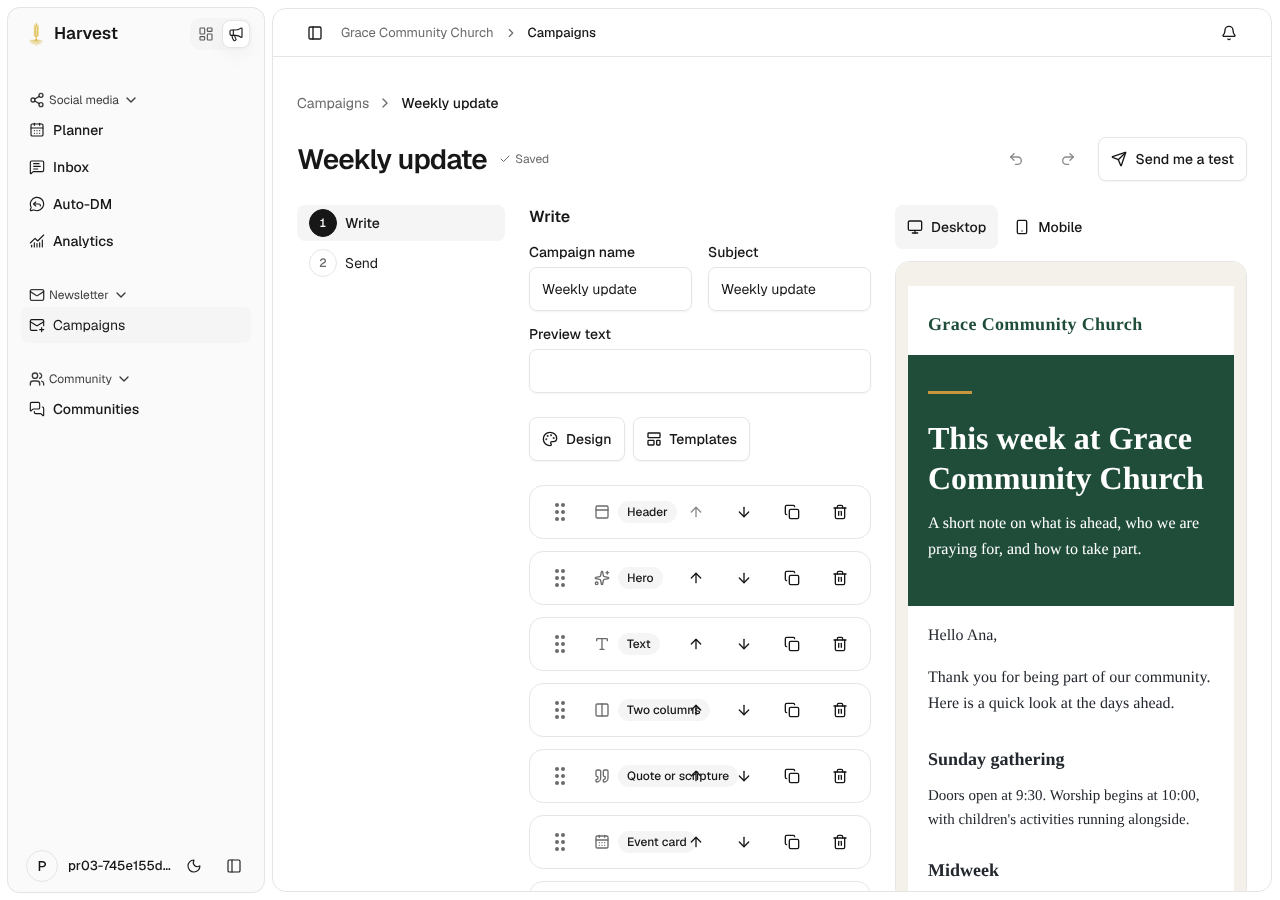 Harvest
Social media
Planner
Inbox
Auto-DM
Analytics
Newsletter
Campaigns
Community
Communities
P
pr03-745e155d…
Grace Community Church
Campaigns
Campaigns
Weekly update
Weekly update
Saved
Send me a test
1
Write
2
Send
Write
Campaign name
Subject
Weekly update
Weekly update
Preview text
Design
Templates
Header
Hero
Text
Two columns
Quote or scripture
Event card
Desktop
Mobile
Grace Community Church
This week at Grace
Community Church
A short note on what is ahead, who we are
praying for, and how to take part.
Hello Ana,
Thank you for being part of our community.
Here is a quick look at the days ahead.
Sunday gathering
Doors open at 9:30. Worship begins at 10:00,
with children's activities running alongside.
Midweek